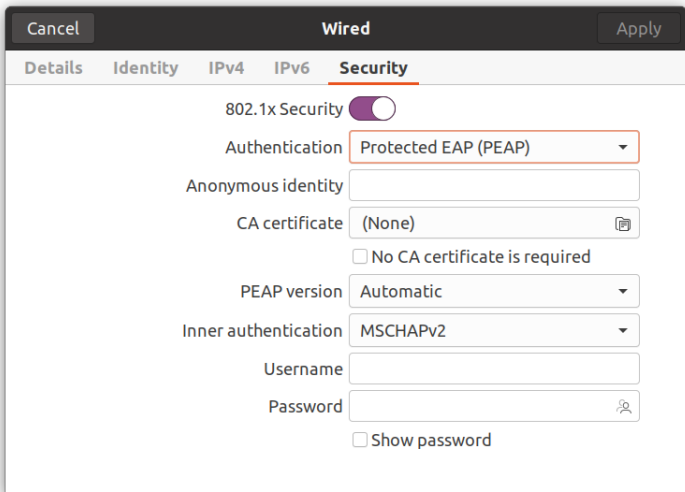 Cancel Wired Apply
Details Identity IPv4 IPv6 Security
802.1x Security
Authentication Protected EAP (PEAP)
Anonymous identity
CA certificate (None)
No CA certificate is required
PEAP version Automatic
Inner authentication MSCHAPv2
Username
Password
Show password